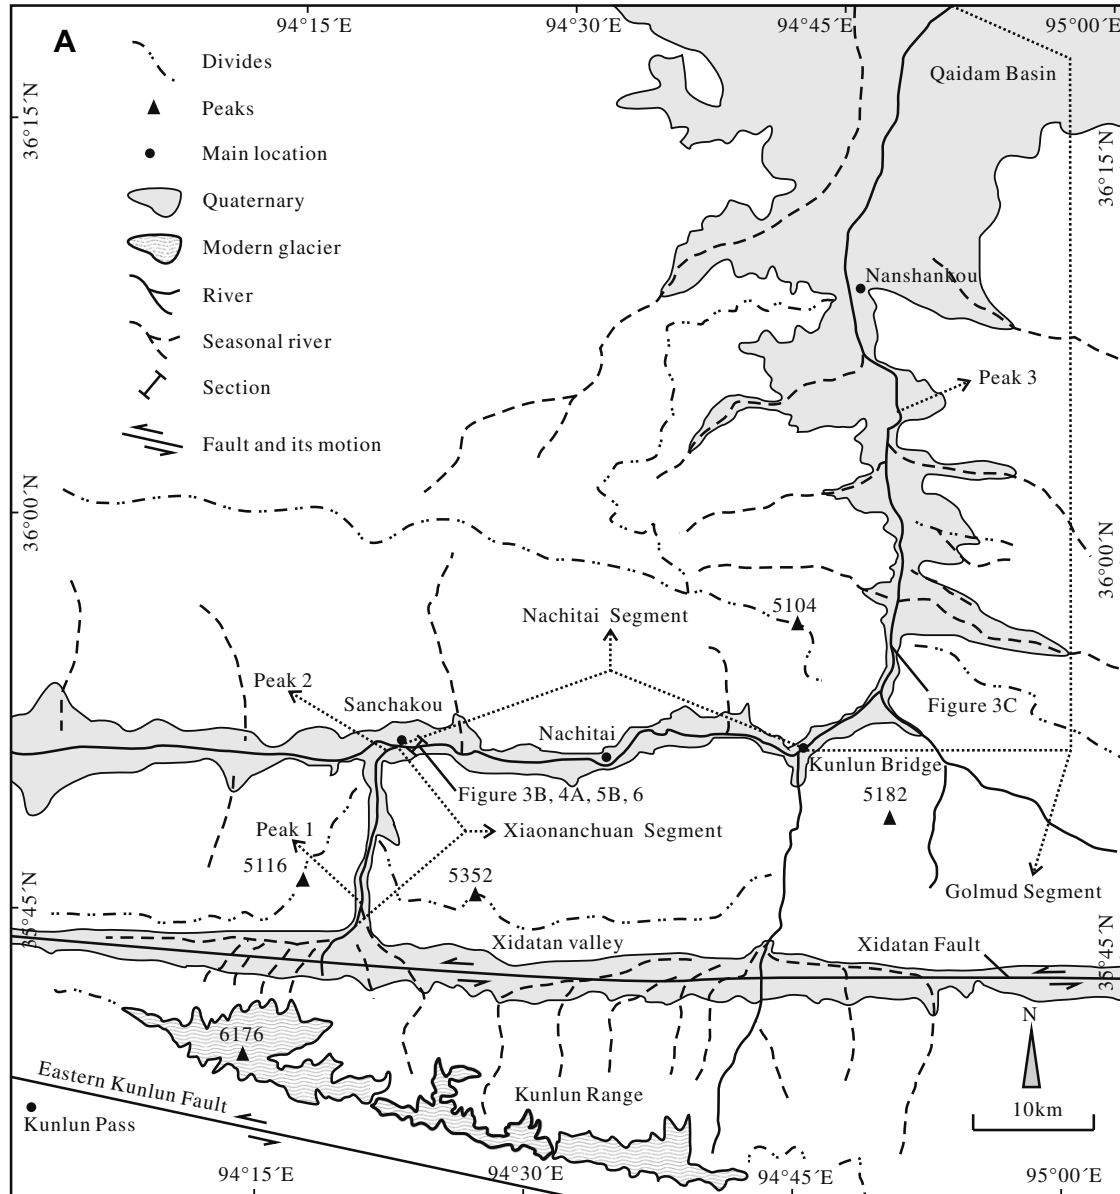 94°15´E
94°30´E
94°45´E
95°00´E
A
Divides
Peaks
Main location
Quaternary
Modern glacier
River
Seasonal river
Section
Fault and its motion
Qaidam Basin
36°15´N
36°15´N
Nanshankou
Peak 3
36°00´N
36°00´N
5104
Nachitai Segment
Peak 2
Sanchakou
Nachitai
Figure 3C
Kunlun Bridge
Figure 3B, 4A, 5B, 6
5182
Peak 1
Xiaonanchuan Segment
5116
5352
Golmud Segment
35°45´N
35°45´N
Xidatan valley
Xidatan Fault
N
6176
Eastern Kunlun Fault
Kunlun Range
10km
Kunlun Pass
94°15´E
94°30´E
94°45´E
95°00´E